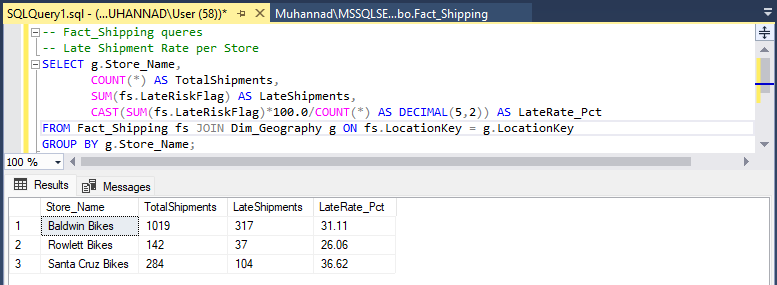 SQLQuery1.sql - (...UHANNAD\User (58))* Muhannad\MSSQLSE...bo.Fact_Shipping
-- Fact_Shipping queres
-- Late Shipment Rate per Store
SELECT g.Store_Name,
COUNT(*) AS TotalShipments,
SUM(fs.LateRiskFlag) AS LateShipments,
CAST(SUM(fs.LateRiskFlag)*100.0/COUNT(*) AS DECIMAL(5,2)) AS LateRate_Pct
FROM Fact_Shipping fs JOIN Dim_Geography g ON fs.LocationKey = g.LocationKey
GROUP BY g.Store_Name;
100 %
Results Messages
Store_Name TotalShipments LateShipments LateRate_Pct
1 Baldwin Bikes 1019 317 31.11
2 Rowlett Bikes 142 37 26.06
3 Santa Cruz Bikes 284 104 36.62